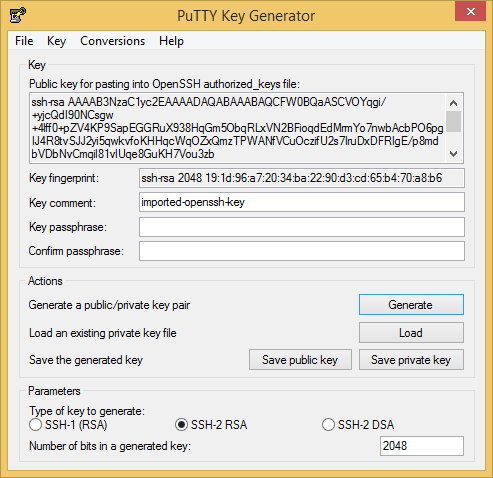 PuTTY Key Generator
File Key Conversions Help
Key
Public key for pasting into OpenSSH authorized_keys file:
ssh-rsa AAAAB3NzaC1yc2EAAAADAQABAAABAQCFW0BQaASCVOYqgi/
+yjcQdI90NCsgw
+4lff0+pZV4KP9SapEGGRuX938HqGm5ObqRLxVN2BFioqdEdMrmYo7nwbAcbPO6pg
IJ4R8tvSJJ2yi5qwkvfoKHHqcWqOZxQmzTPWANfVCuOczifU2s7lruDxDFRIgE/p8md
bVDbNvCmqil81vIUqe8GuKH7Vou3zb
Key fingerprint: ssh-rsa 2048 19:1d:96:a7:20:34:ba:22:90:d3:cd:65:b4:70:a8:b6
Key comment: imported-openssh-key
Key passphrase:
Confirm passphrase:
Actions
Generate a public/private key pair Generate
Load an existing private key file Load
Save the generated key Save public key Save private key
Parameters
Type of key to generate:
SSH-1 (RSA) SSH-2 RSA SSH-2 DSA
Number of bits in a generated key: 2048